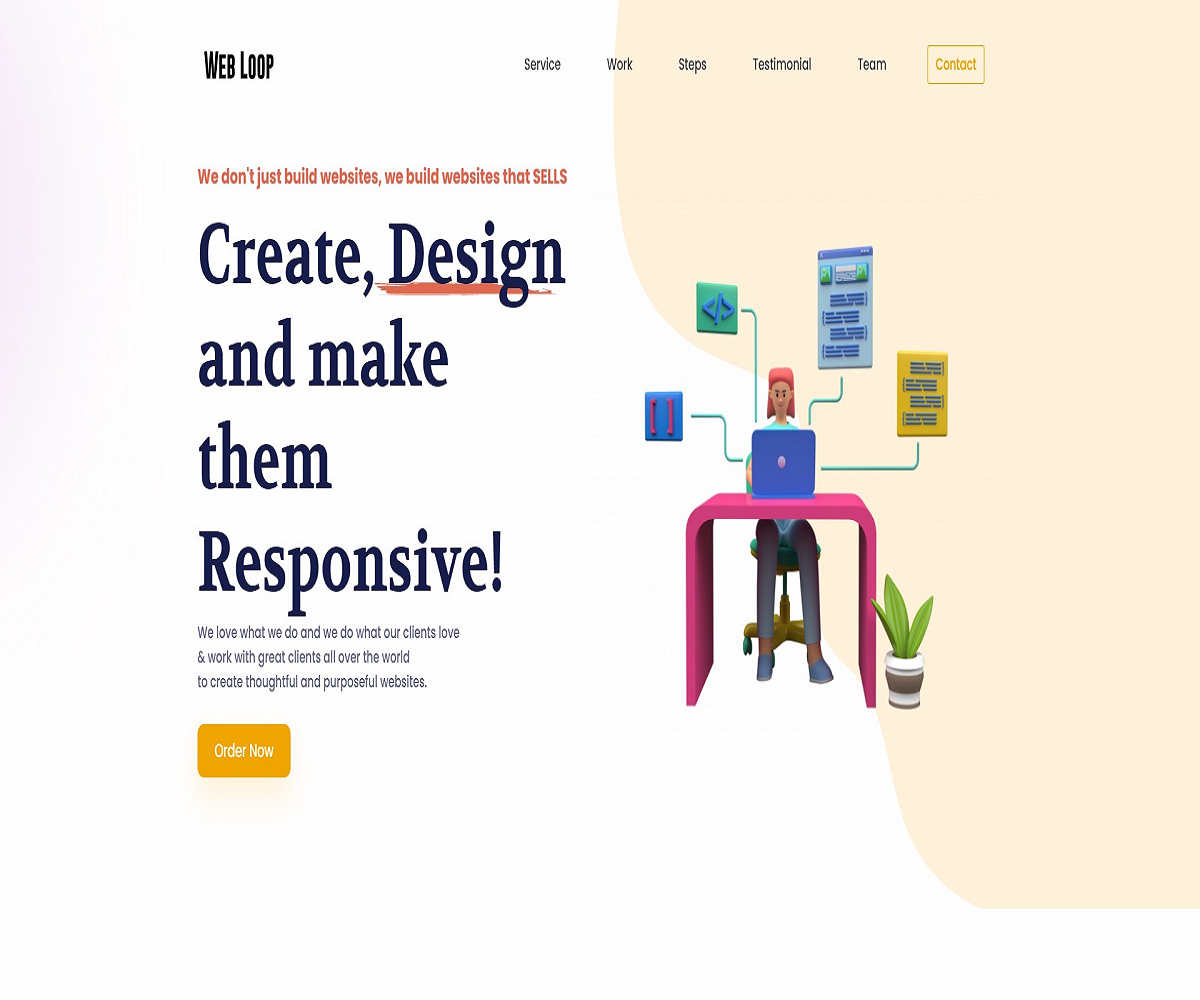 Web Loop
Service Work Steps Testimonial Team Contact
We don't just build websites, we build websites that SELLS
Create, Design
and make
them
Responsive!
We love what we do and we do what our clients love
& work with great clients all over the world
to create thoughtful and purposeful websites.
Order Now